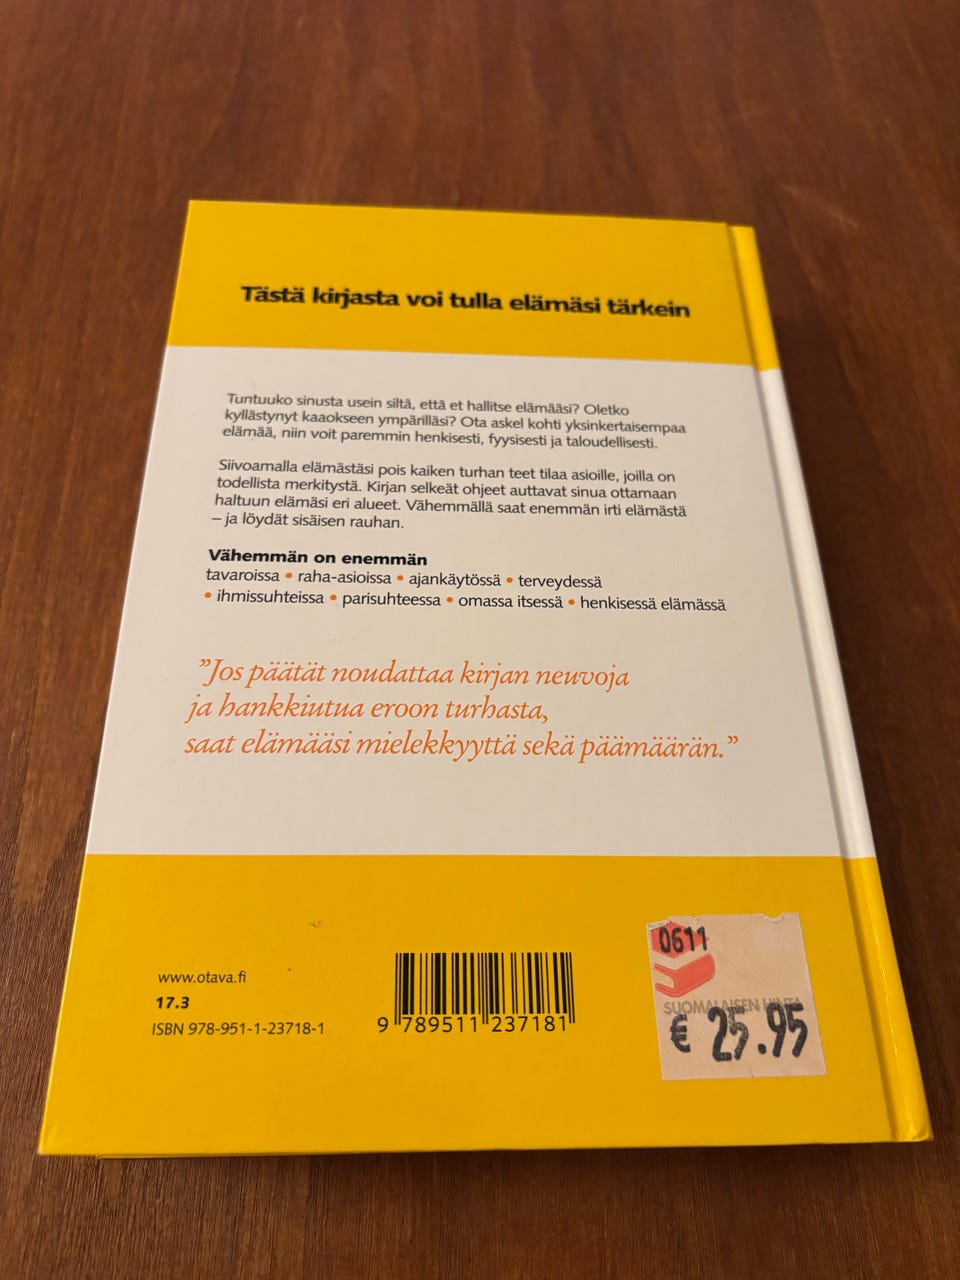 Tästä kirjasta voi tulla elämäsi tärkein
Tuntuuko sinusta usein siltä, että et hallitse elämääsi? Oletko
kyllästynyt kaaokseen ympärilläsi? Ota askel kohti yksinkertaisempaa
elämää, niin voit paremmin henkisesti, fyysisesti ja taloudellisesti.
Siivoamalla elämästäsi pois kaiken turhan teet tilaa asioille, joilla on
todellista merkitystä. Kirjan selkeät ohjeet auttavat sinua ottamaan
haltuun elämäsi eri alueet. Vähemmällä saat enemmän irti elämästä
– ja löydät sisäisen rauhan.
Vähemmän on enemmän
tavaroissa • raha-asioissa • ajankäytössä • terveydessä
• ihmissuhteissa • parisuhteessa • omassa itsessä • henkisessä elämässä
”Jos päätät noudattaa kirjan neuvoja
ja hankkiutua eroon turhasta,
saat elämääsi mielekkyyttä sekä päämäärän.”
www.otava.fi
17.3
ISBN 978-951-1-23718-1
9 789511 237181
0611
SUOMALAISEN HINTA
€ 25.95